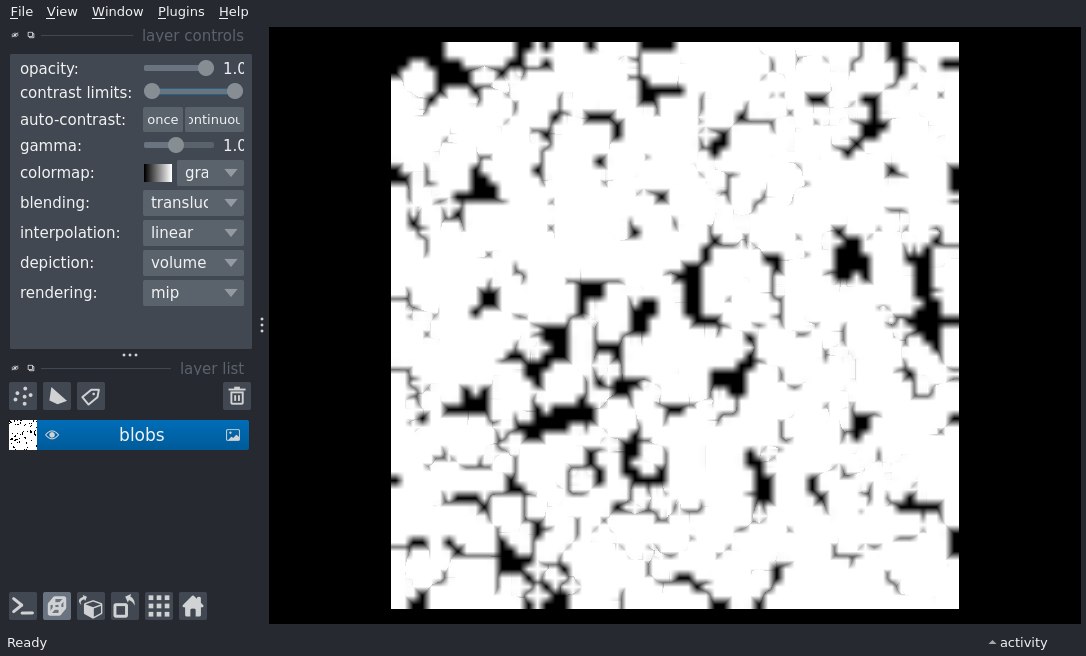 File View Window Plugins Help
layer controls
opacity: 1.0
contrast limits:
auto-contrast: once ontinuou
gamma: 1.0
colormap: gra
blending: transluc
interpolation: linear
depiction: volume
rendering: mip
layer list
blobs
Ready
activity